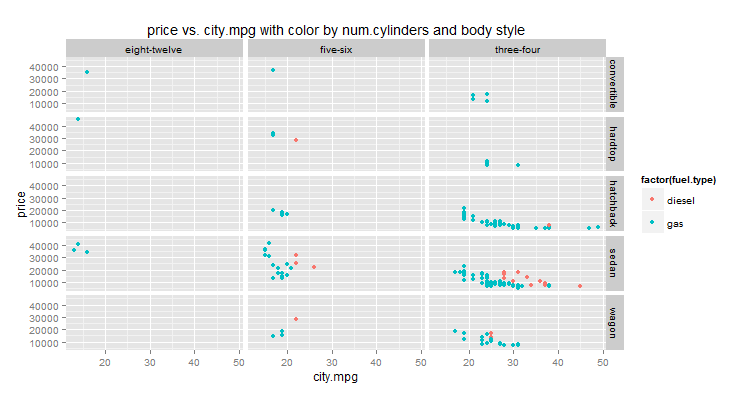 price vs. city.mpg with color by num.cylinders and body style
eight-twelve five-six three-four
40000
30000
20000
10000
convertible
40000
30000
20000
10000
hardtop
40000
30000
20000
10000
hatchback
40000
30000
20000
10000
sedan
40000
30000
20000
10000
wagon
price
20 30 40 50 20 30 40 50 20 30 40 50
city.mpg
factor(fuel.type)
diesel
gas